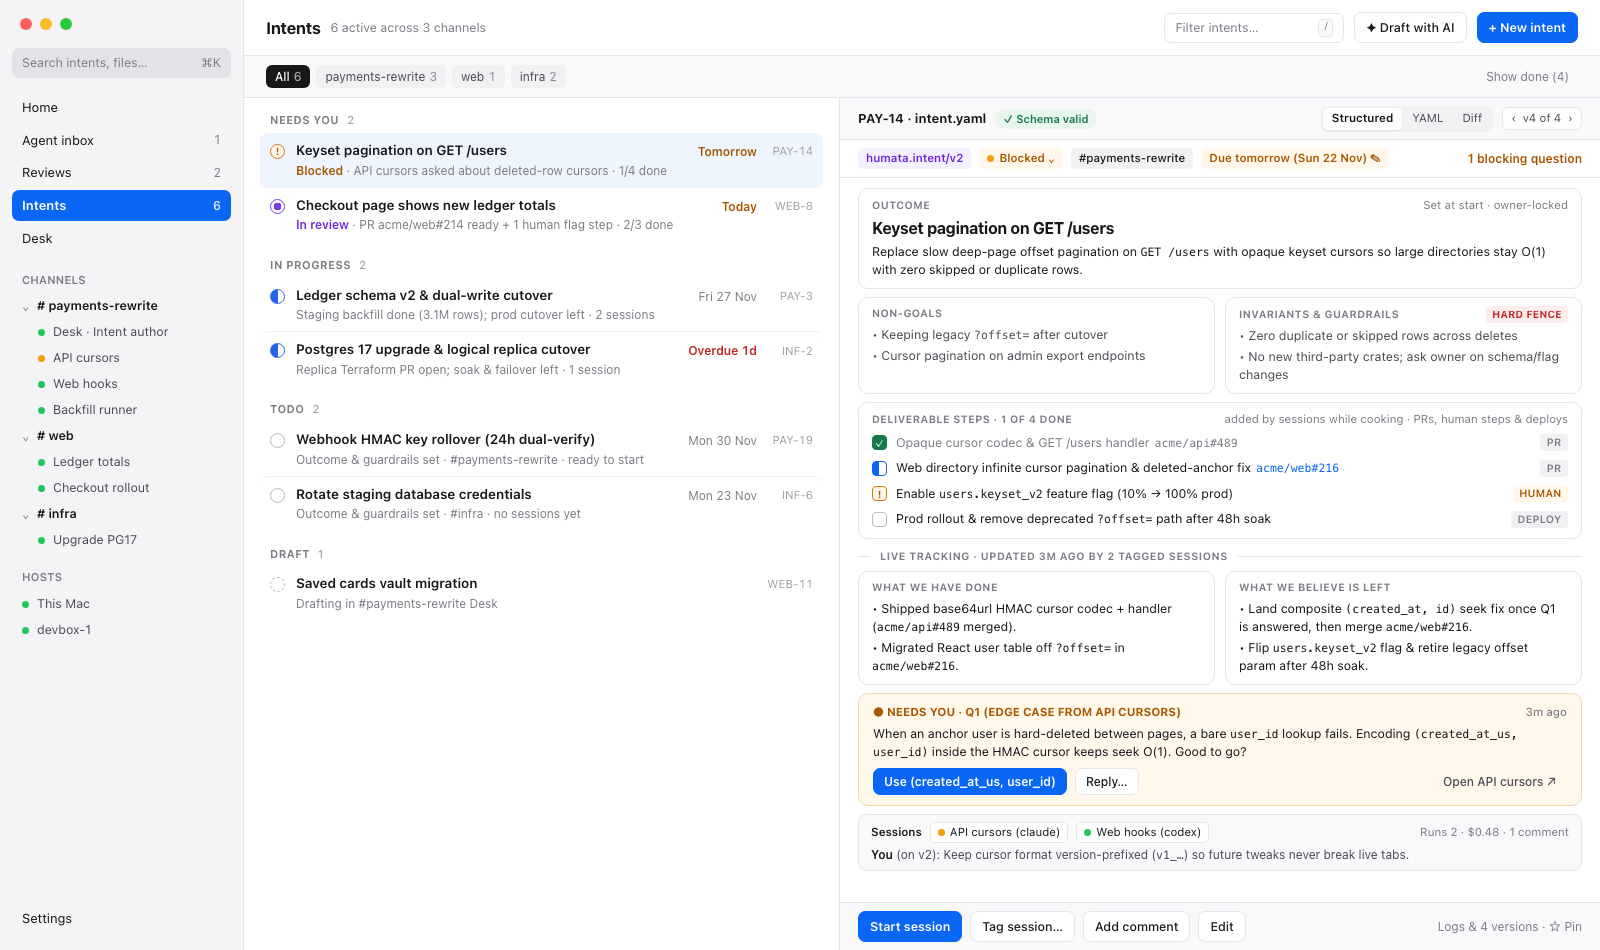 Search intents, files... ⌘K
Home
Agent inbox 1
Reviews 2
Intents 6
Desk
CHANNELS
# payments-rewrite
Desk · Intent author
API cursors
Web hooks
Backfill runner
# web
Ledger totals
Checkout rollout
# infra
Upgrade PG17
HOSTS
This Mac
devbox-1
Settings
Intents 6 active across 3 channels
Filter intents... /
✦ Draft with AI
+ New intent
All 6 payments-rewrite 3 web 1 infra 2
Show done (4)
NEEDS YOU 2
Keyset pagination on GET /users Tomorrow PAY-14
Blocked · API cursors asked about deleted-row cursors · 1/4 done
Checkout page shows new ledger totals Today WEB-8
In review · PR acme/web#214 ready + 1 human flag step · 2/3 done
IN PROGRESS 2
Ledger schema v2 & dual-write cutover Fri 27 Nov PAY-3
Staging backfill done (3.1M rows); prod cutover left · 2 sessions
Postgres 17 upgrade & logical replica cutover Overdue 1d INF-2
Replica Terraform PR open; soak & failover left · 1 session
TODO 2
Webhook HMAC key rollover (24h dual-verify) Mon 30 Nov PAY-19
Outcome & guardrails set · #payments-rewrite · ready to start
Rotate staging database credentials Mon 23 Nov INF-6
Outcome & guardrails set · #infra · no sessions yet
DRAFT 1
Saved cards vault migration WEB-11
Drafting in #payments-rewrite Desk
PAY-14 · intent.yaml ✓ Schema valid
Structured YAML Diff ‹ v4 of 4 ›
humata.intent/v2 Blocked #payments-rewrite Due tomorrow (Sun 22 Nov) ✎ 1 blocking question
OUTCOME Set at start · owner-locked
Keyset pagination on GET /users
Replace slow deep-page offset pagination on GET /users with opaque keyset cursors so large directories stay O(1)
with zero skipped or duplicate rows.
NON-GOALS
• Keeping legacy ?offset= after cutover
• Cursor pagination on admin export endpoints
INVARIANTS & GUARDRAILS HARD FENCE
• Zero duplicate or skipped rows across deletes
• No new third-party crates; ask owner on schema/flag
changes
DELIVERABLE STEPS · 1 OF 4 DONE added by sessions while cooking · PRs, human steps & deploys
Opaque cursor codec & GET /users handler acme/api#489 PR
Web directory infinite cursor pagination & deleted-anchor fix acme/web#216 PR
Enable users.keyset_v2 feature flag (10% → 100% prod) HUMAN
Prod rollout & remove deprecated ?offset= path after 48h soak DEPLOY
LIVE TRACKING · UPDATED 3M AGO BY 2 TAGGED SESSIONS
WHAT WE HAVE DONE
• Shipped base64url HMAC cursor codec + handler
(acme/api#489 merged).
• Migrated React user table off ?offset= in
acme/web#216.
WHAT WE BELIEVE IS LEFT
• Land composite (created_at, id) seek fix once Q1
is answered, then merge acme/web#216.
• Flip users.keyset_v2 flag & retire legacy offset
param after 48h soak.
NEEDS YOU · Q1 (EDGE CASE FROM API CURSORS) 3m ago
When an anchor user is hard-deleted between pages, a bare user_id lookup fails. Encoding (created_at_us,
user_id) inside the HMAC cursor keeps seek O(1). Good to go?
Use (created_at_us, user_id) Reply... Open API cursors ↗
Sessions API cursors (claude) Web hooks (codex) Runs 2 · $0.48 · 1 comment
You (on v2): Keep cursor format version-prefixed (v1_…) so future tweaks never break live tabs.
Start session Tag session... Add comment Edit Logs & 4 versions · ☆ Pin